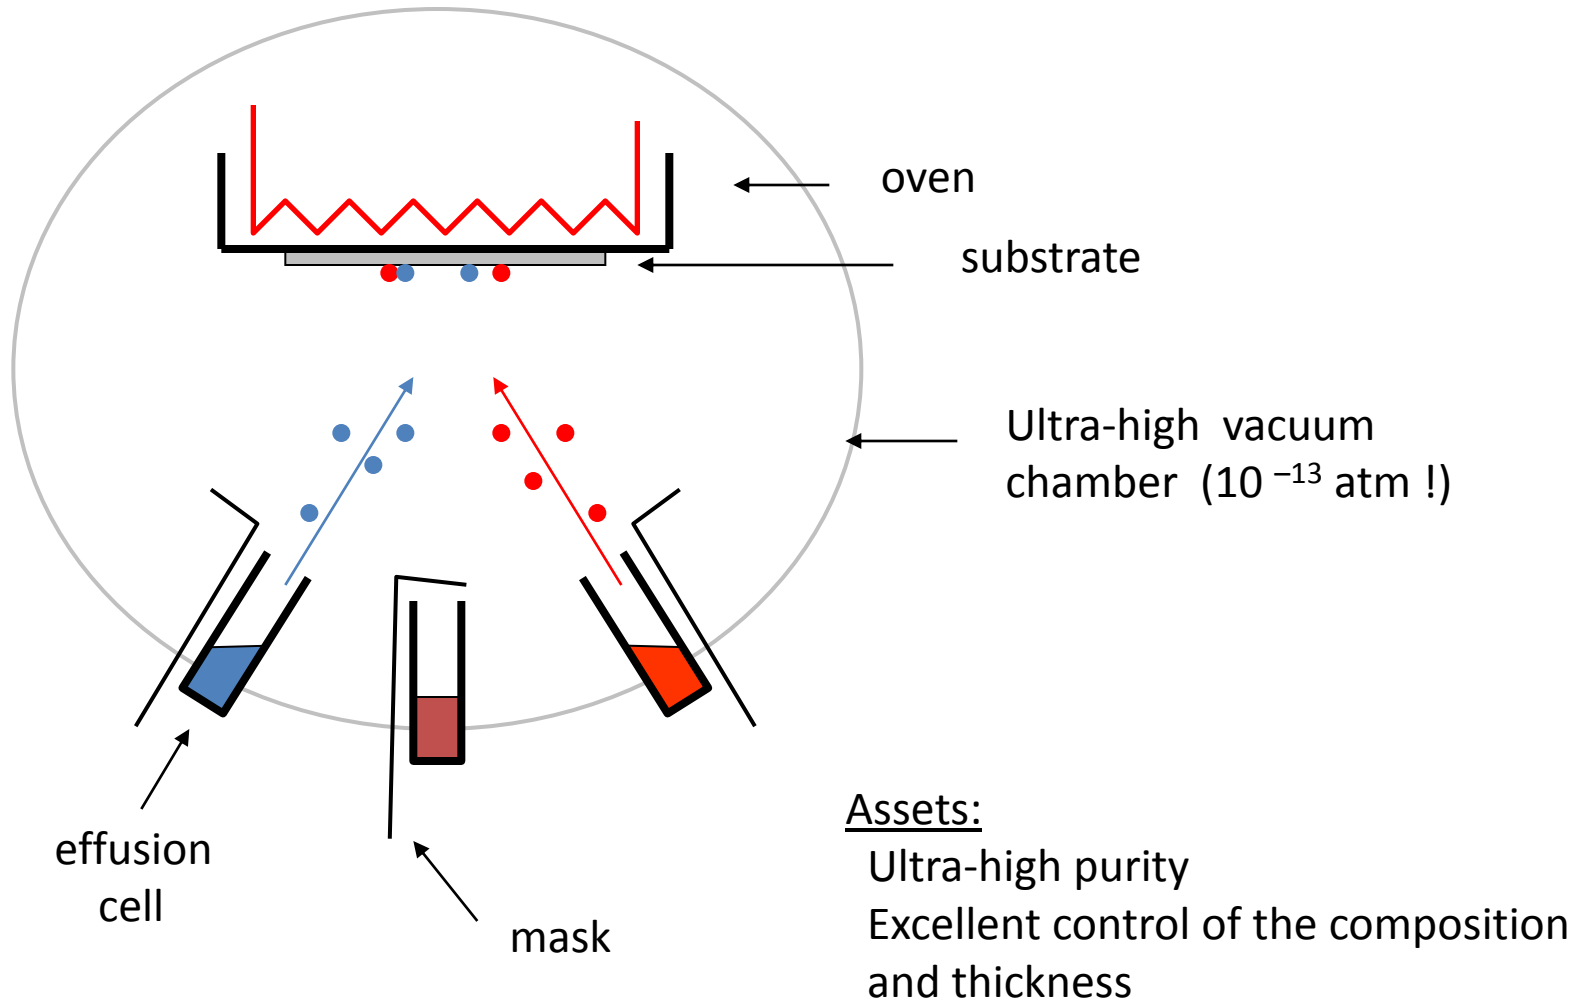 oven
substrate
Ultra-high vacuum
chamber (10 ⁻¹³ atm !)
effusion
cell
mask
Assets:
Ultra-high purity
Excellent control of the composition
and thickness